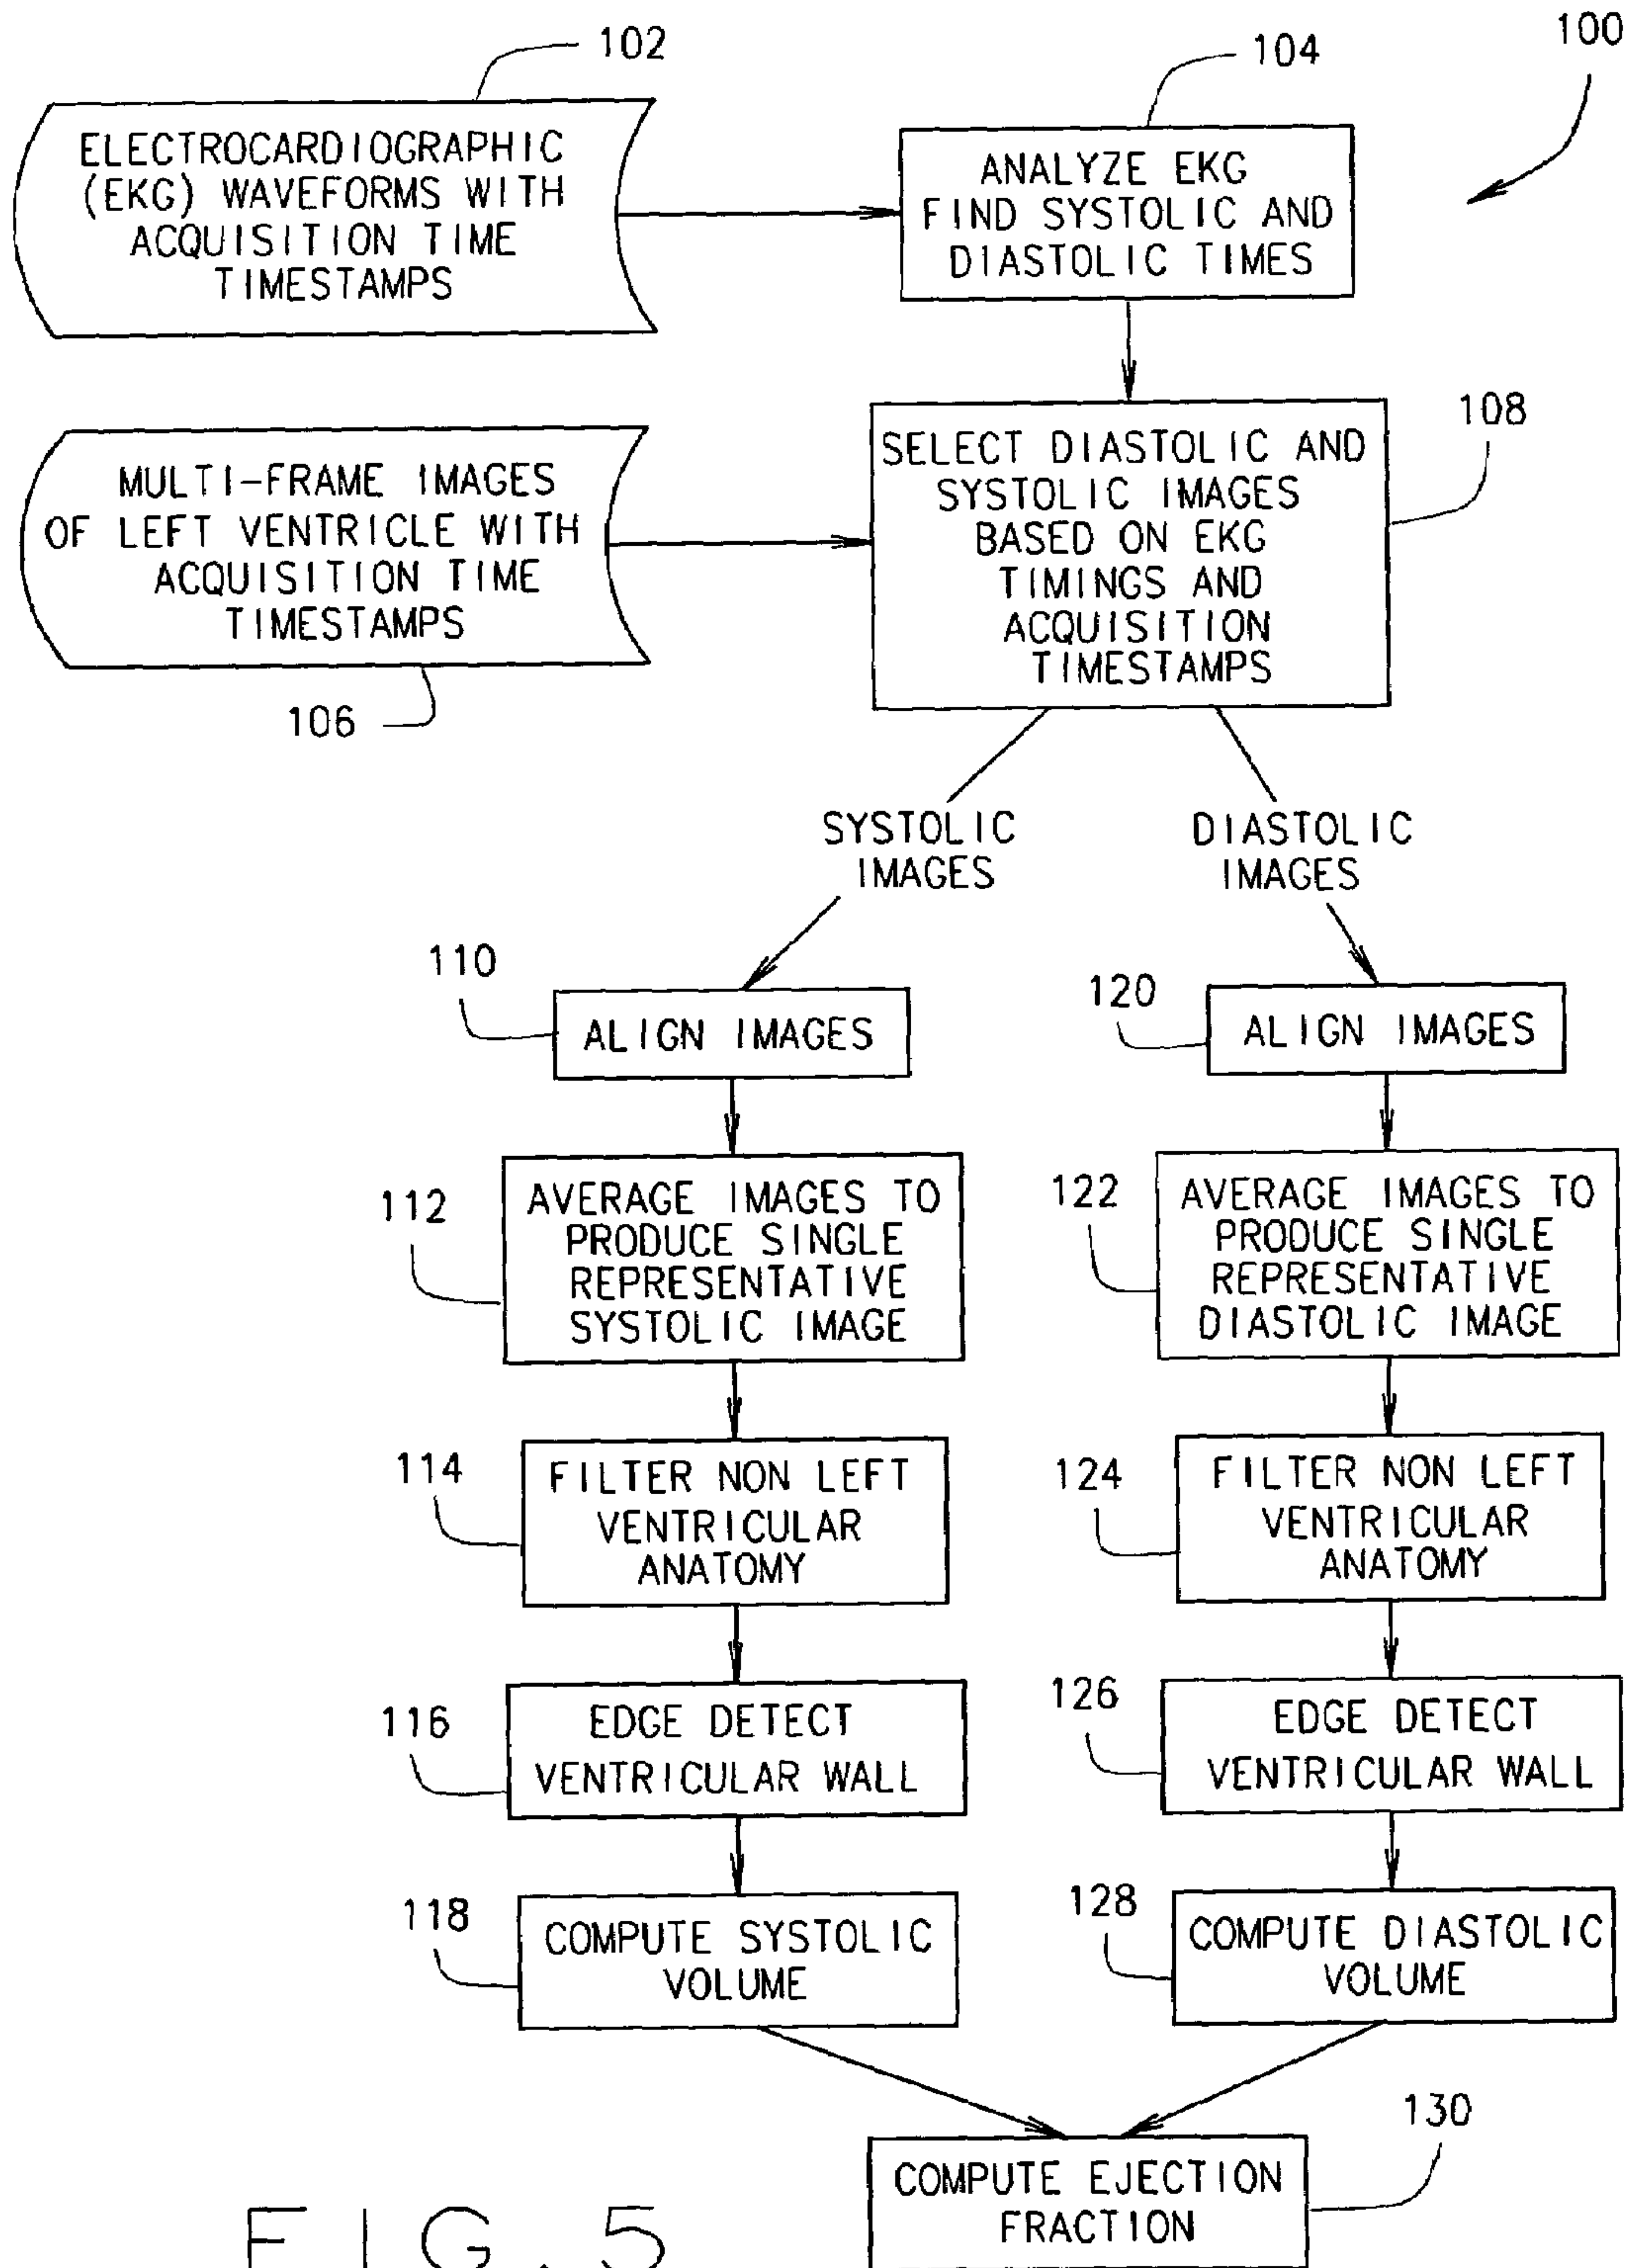 100
102
ELECTROCARDIOGRAPHIC
(EKG) WAVEFORMS WITH
ACQUISITION TIME
TIMESTAMPS
104
ANALYZE EKG
FIND SYSTOLIC AND
DIASTOLIC TIMES
MULTI-FRAME IMAGES
OF LEFT VENTRICLE WITH
ACQUISITION TIME
TIMESTAMPS
106
108
SELECT DIASTOLIC AND
SYSTOLIC IMAGES
BASED ON EKG
TIMINGS AND
ACQUISITION
TIMESTAMPS
SYSTOLIC
IMAGES
DIASTOLIC
IMAGES
110
ALIGN IMAGES
112
AVERAGE IMAGES TO
PRODUCE SINGLE
REPRESENTATIVE
SYSTOLIC IMAGE
114
FILTER NON LEFT
VENTRICULAR
ANATOMY
116
EDGE DETECT
VENTRICULAR WALL
118
COMPUTE SYSTOLIC
VOLUME
120
ALIGN IMAGES
122
AVERAGE IMAGES TO
PRODUCE SINGLE
REPRESENTATIVE
DIASTOLIC IMAGE
124
FILTER NON LEFT
VENTRICULAR
ANATOMY
126
EDGE DETECT
VENTRICULAR WALL
128
COMPUTE DIASTOLIC
VOLUME
130
COMPUTE EJECTION
FRACTION
FIG. 5